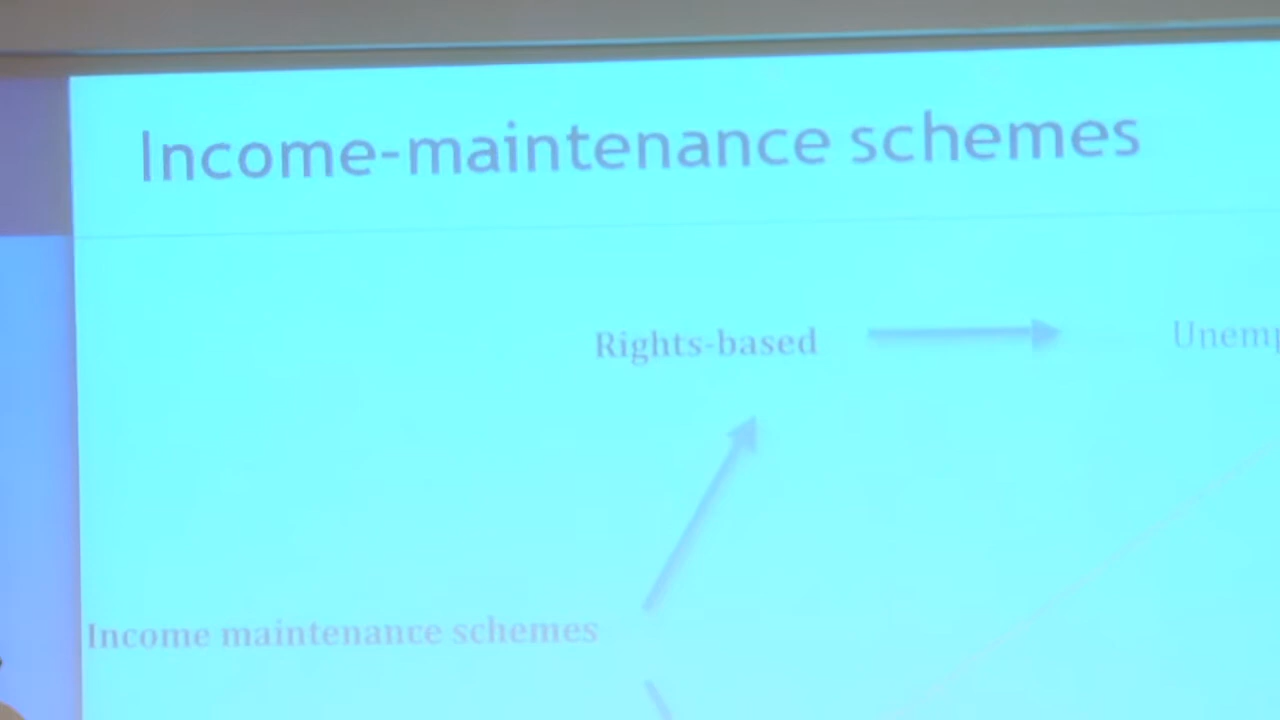 Income-maintenance schemes
Rights-based
Income maintenance schemes